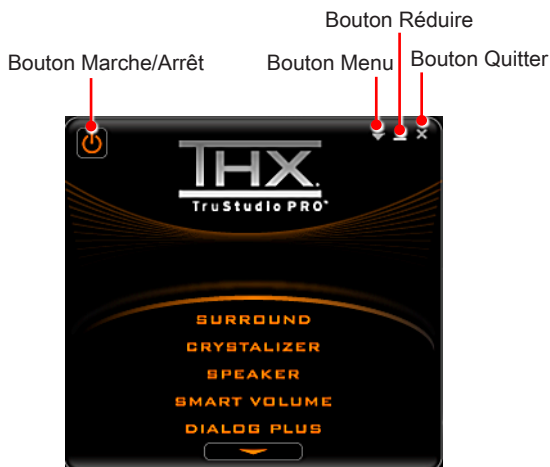 Bouton Réduire
Bouton Marche/Arrêt
Bouton Menu
Bouton Quitter
THX
TruStudio PRO
SURROUND
CRYSTALIZER
SPEAKER
SMART VOLUME
DIALOG PLUS